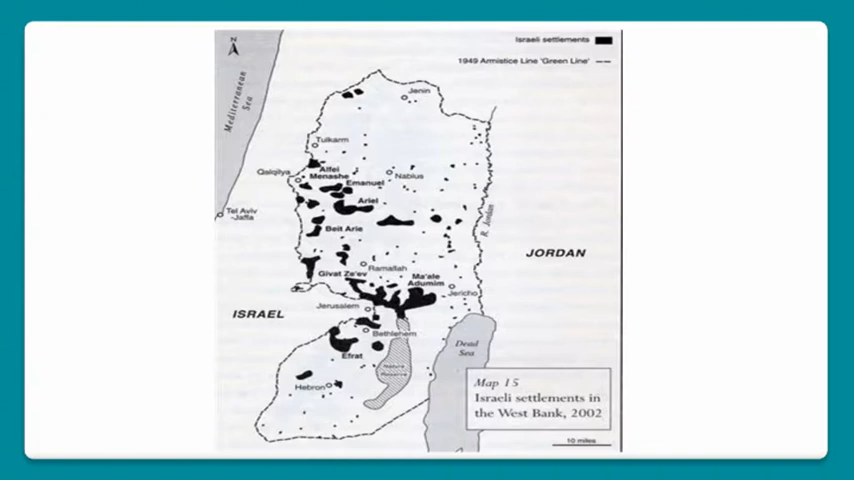 N
Israeli settlements
1949 Armistice Line 'Green Line'
Mediterranean
Sea
Jenin
Tulkarm
Alfei
Menashe
Qalqilya
Nablus
Emanuel
Ariel
Tel Aviv
-Jaffa
R. Jordan
Beit Arie
JORDAN
Ramallah
Givat Ze'ev
Ma'ale
Adumim
Jericho
Jerusalem
ISRAEL
Bethlehem
Dead
Sea
Efrat
Nature
Reserve
Hebron
Map 15
Israeli settlements in
the West Bank, 2002
10 miles